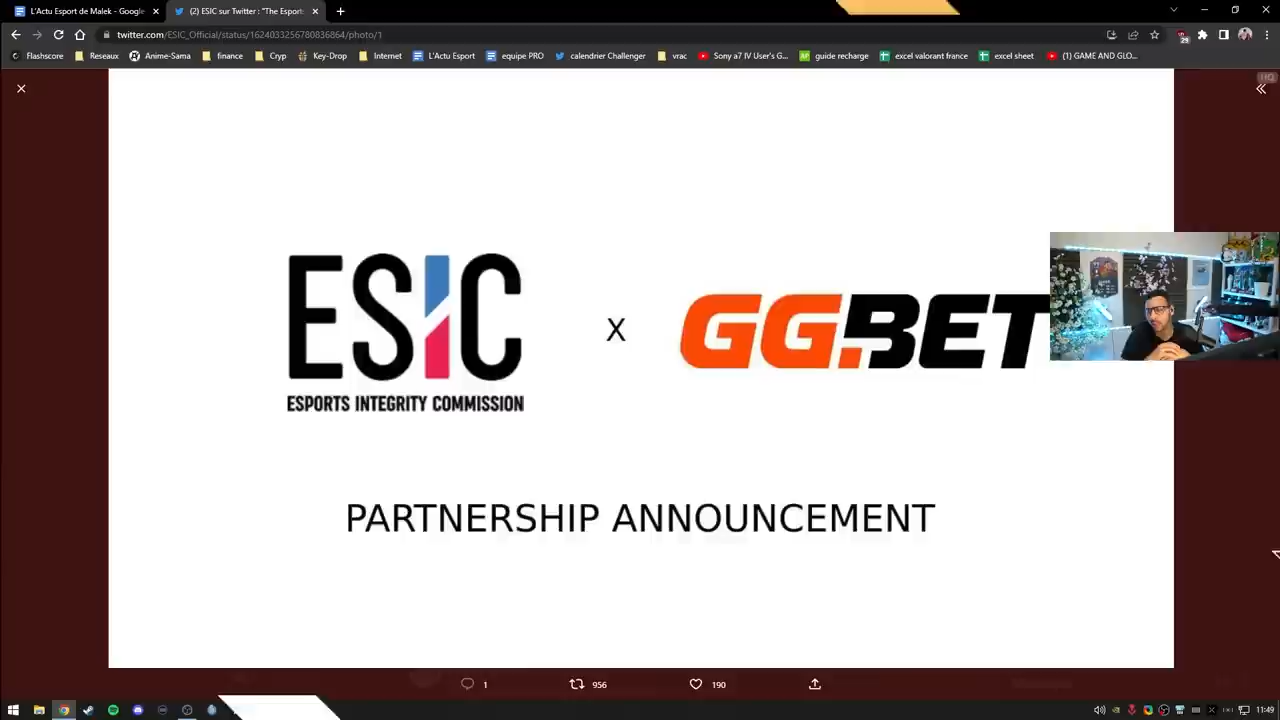 L'Actu Esport de Malek - Google
(2) ESIC sur Twitter : "The Esports
twitter.com/ESIC_Official/status/1624033256780836864/photo/1
Flashscore Reseaux Anime-Sama finance Cryp Key-Drop Internet L'Actu Esport equipe PRO calendrier Challenger vrac Sony a7 IV User's G... guide recharge excel valorant france excel sheet (1) GAME AND GLO...
HQ
ESIC
ESPORTS INTEGRITY COMMISSION
X
GG.BET
PARTNERSHIP ANNOUNCEMENT
1 956 190
11:49